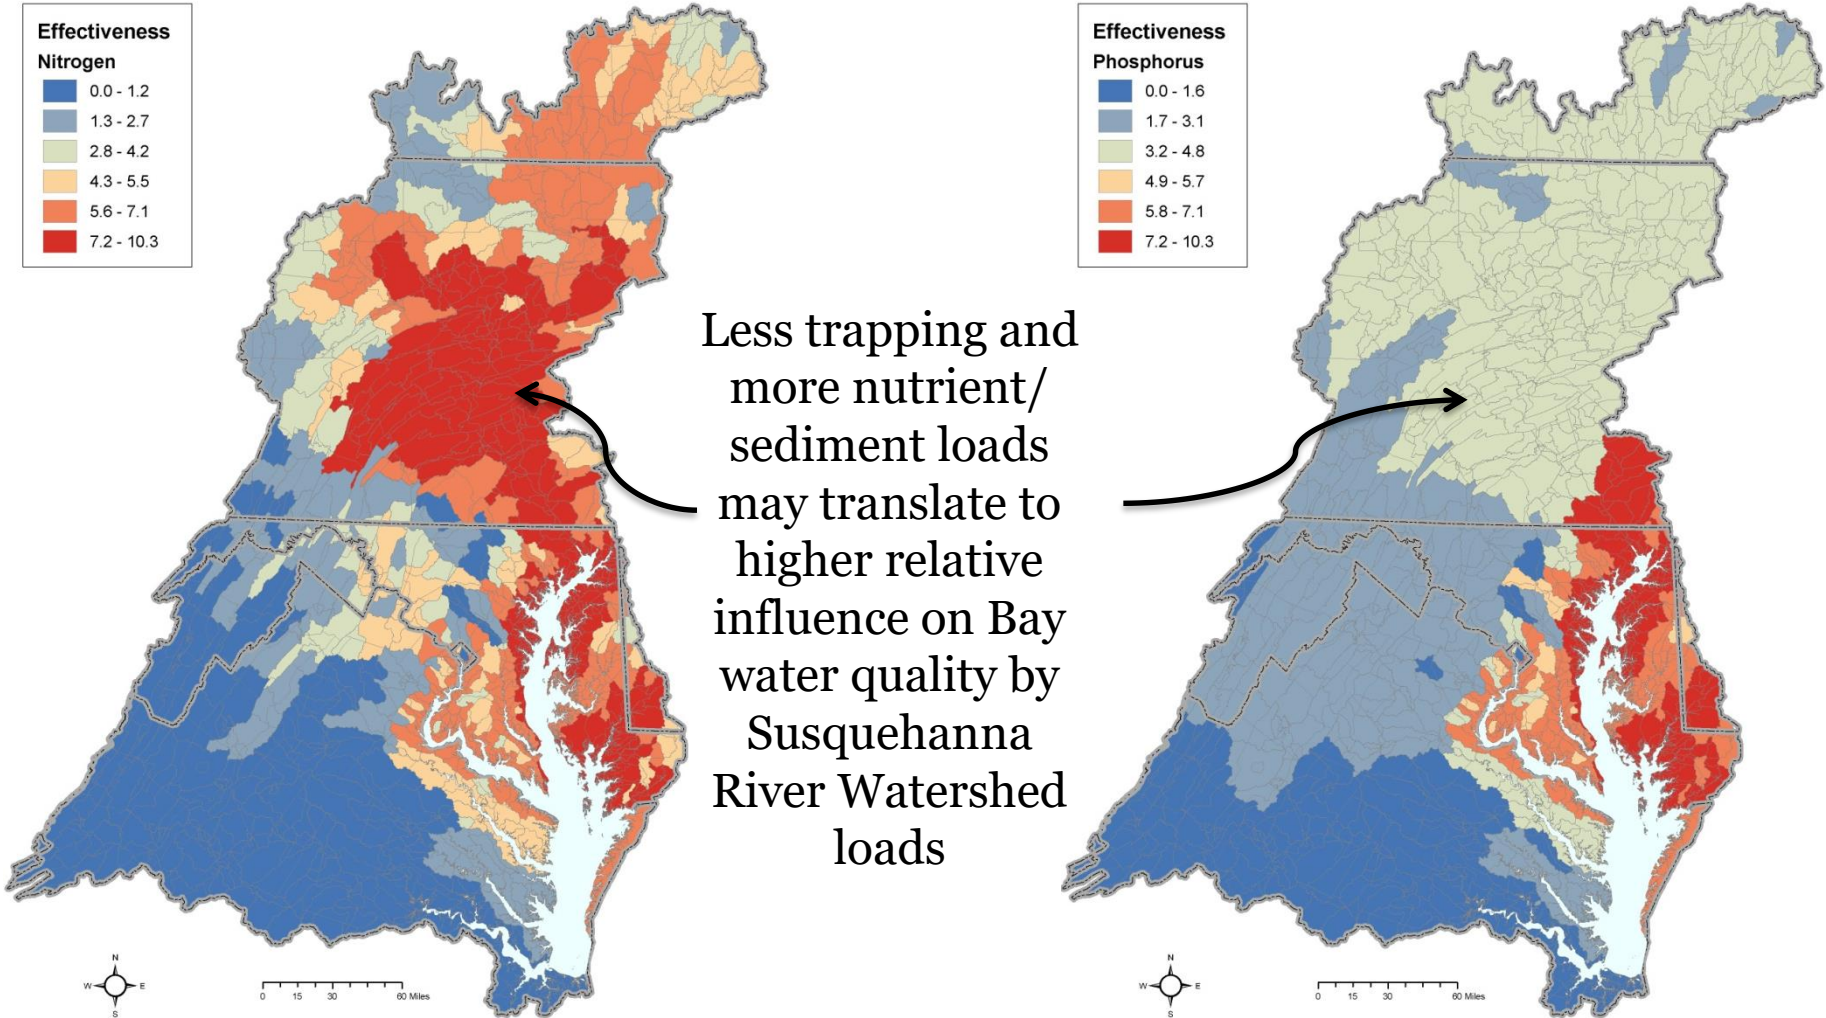 Effectiveness
Nitrogen
0.0 - 1.2
1.3 - 2.7
2.8 - 4.2
4.3 - 5.5
5.6 - 7.1
7.2 - 10.3
Effectiveness
Phosphorus
0.0 - 1.6
1.7 - 3.1
3.2 - 4.8
4.9 - 5.7
5.8 - 7.1
7.2 - 10.3
Less trapping and
more nutrient/
sediment loads
may translate to
higher relative
influence on Bay
water quality by
Susquehanna
River Watershed
loads
N
W E
S
0 15 30 60 Miles
N
W E
S
0 15 30 60 Miles